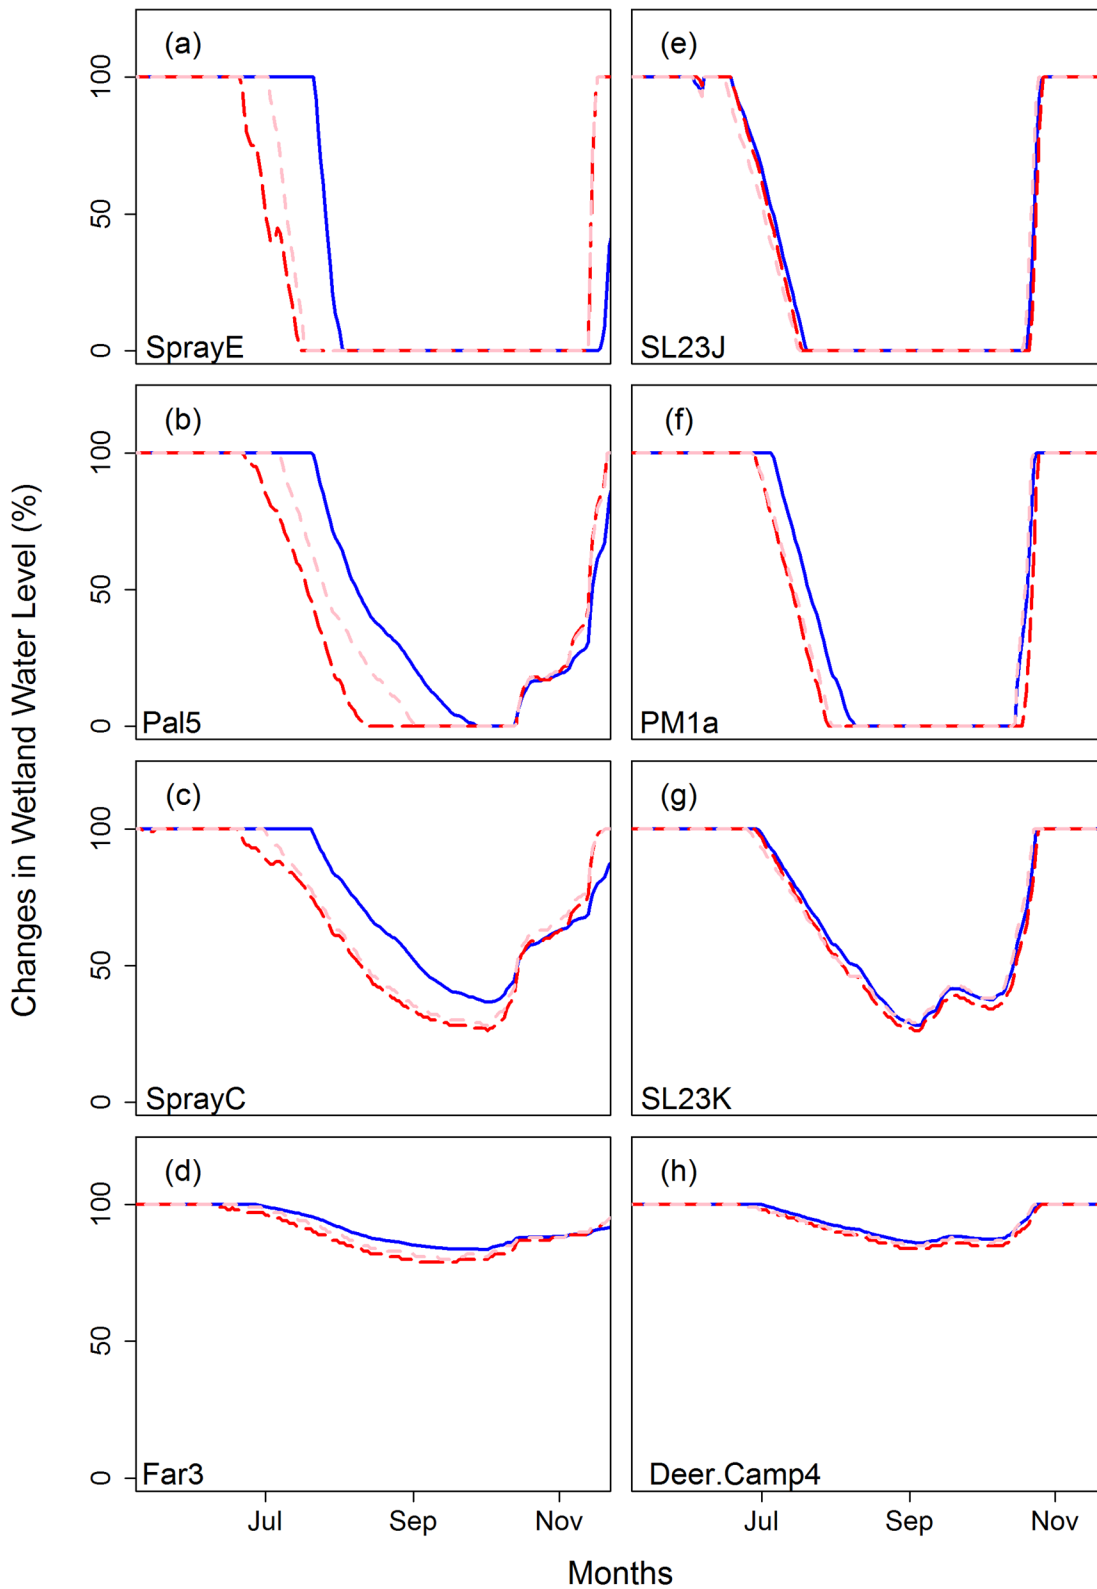 Changes in Wetland Water Level (%)
(a)
100
50
0
SprayE
(e)
SL23J
(b)
100
50
0
Pal5
(f)
PM1a
(c)
100
50
0
SprayC
(g)
SL23K
(d)
100
50
0
Far3
(h)
Deer.Camp4
Jul Sep Nov Jul Sep Nov
Months